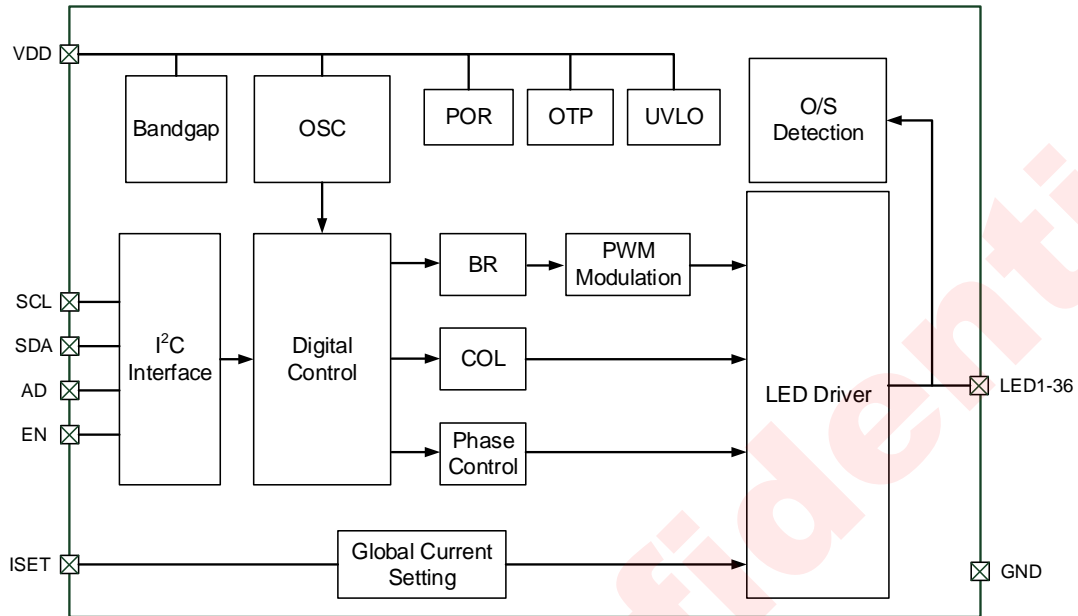 VDD
Bandgap
OSC
POR
OTP
UVLO
O/S
Detection
SCL
SDA
AD
EN
I²C
Interface
Digital
Control
BR
PWM
Modulation
COL
Phase
Control
LED Driver
LED1-36
ISET
Global Current
Setting
GND
fidenti